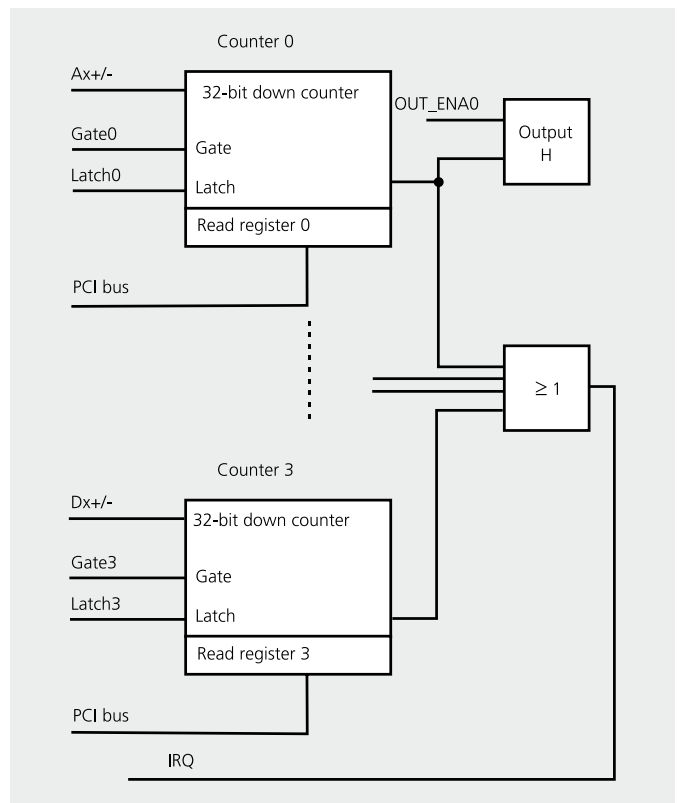 Counter 0
Ax+/-
32-bit down counter
OUT_ENA0
Output
H
Gate0
Gate
Latch0
Latch
Read register 0
PCI bus
≥ 1
Counter 3
Dx+/-
32-bit down counter
Gate3
Gate
Latch3
Latch
Read register 3
PCI bus
IRQ